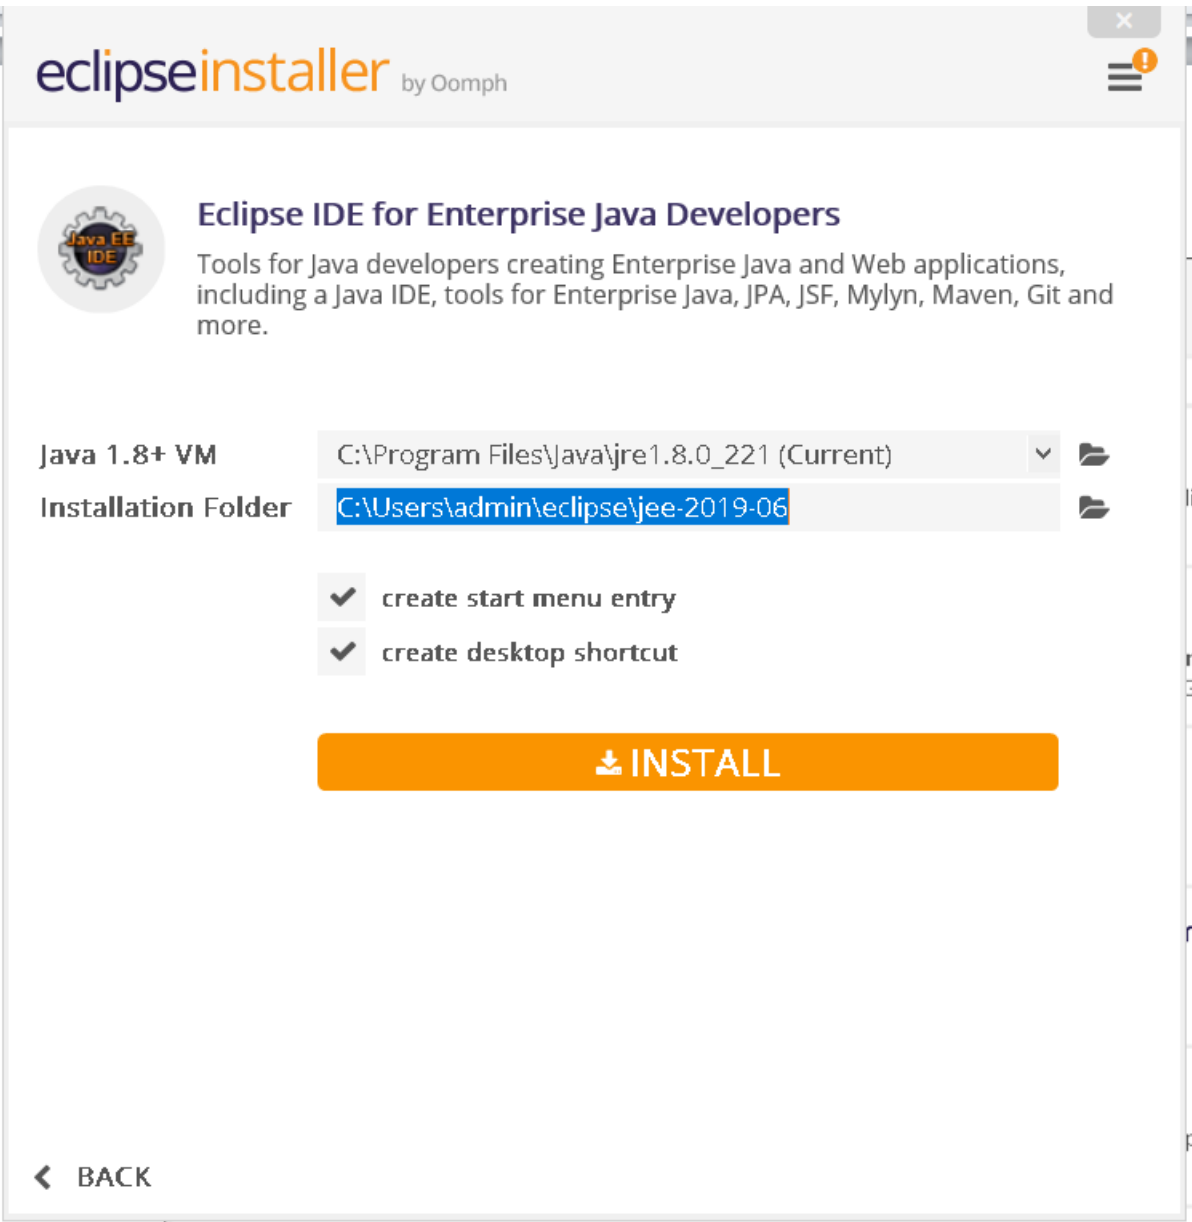 eclipseinstaller by Oomph
Java EE
IDE
Eclipse IDE for Enterprise Java Developers
Tools for Java developers creating Enterprise Java and Web applications,
including a Java IDE, tools for Enterprise Java, JPA, JSF, Mylyn, Maven, Git and
more.
Java 1.8+ VM C:\Program Files\Java\jre1.8.0_221 (Current)
Installation Folder C:\Users\admin\eclipse\jee-2019-06
create start menu entry
create desktop shortcut
INSTALL
BACK